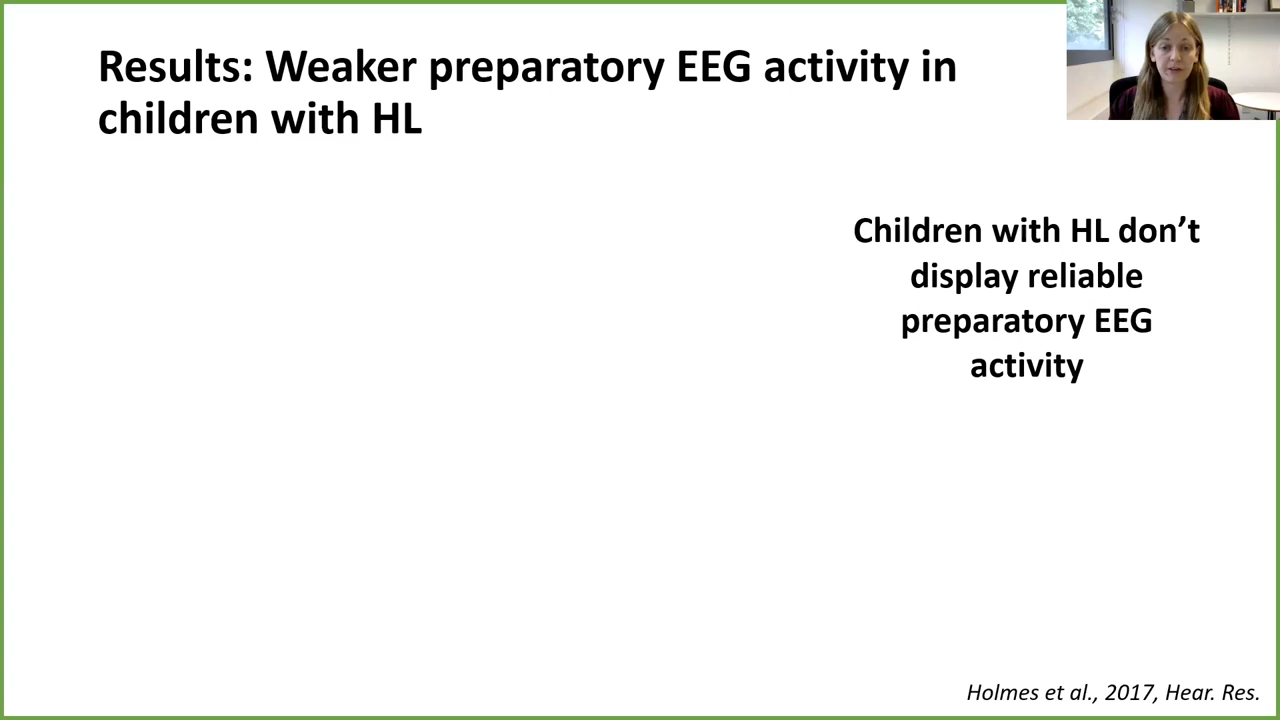 Results: Weaker preparatory EEG activity in
children with HL
Children with HL don’t
display reliable
preparatory EEG
activity
Holmes et al., 2017, Hear. Res.